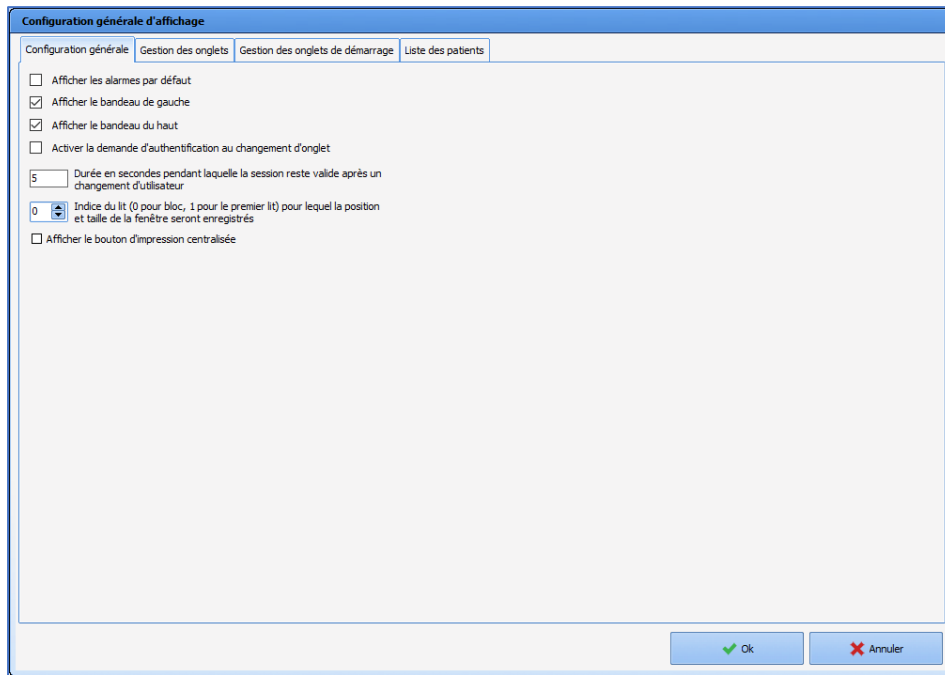 Configuration générale d'affichage
Configuration générale
Gestion des onglets
Gestion des onglets de démarrage
Liste des patients
Afficher les alarmes par défaut
Afficher le bandeau de gauche
Afficher le bandeau du haut
Activer la demande d'authentification au changement d'onglet
5
Durée en secondes pendant laquelle la session reste valide après un
changement d'utilisateur
0
Indice du lit (0 pour bloc, 1 pour le premier lit) pour lequel la position
et taille de la fenêtre seront enregistrés
Afficher le bouton d'impression centralisée
Ok
Annuler